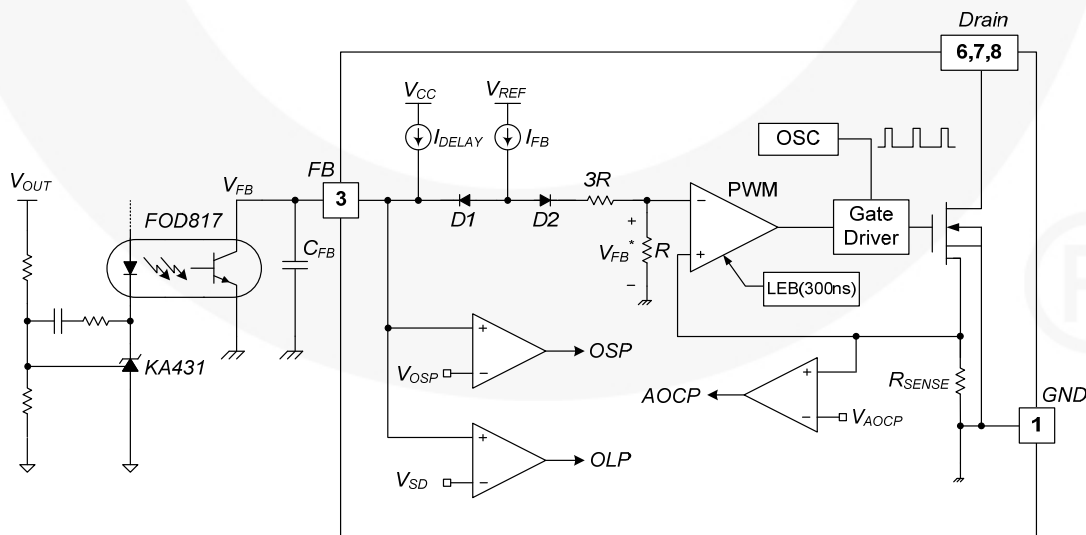 Drain
6,7,8
VCC
VREF
IDELAY
IFB
OSC
VOUT
VFB
FB
3
3R
PWM
FOD817
D1
D2
Gate
Driver
CFB
+
VFB*
R
−
−
+
LEB(300ns)
KA431
+
VOSP
−
OSP
AOCP
+
−
VAOCP
RSENSE
GND
1
+
VSD
−
OLP
R